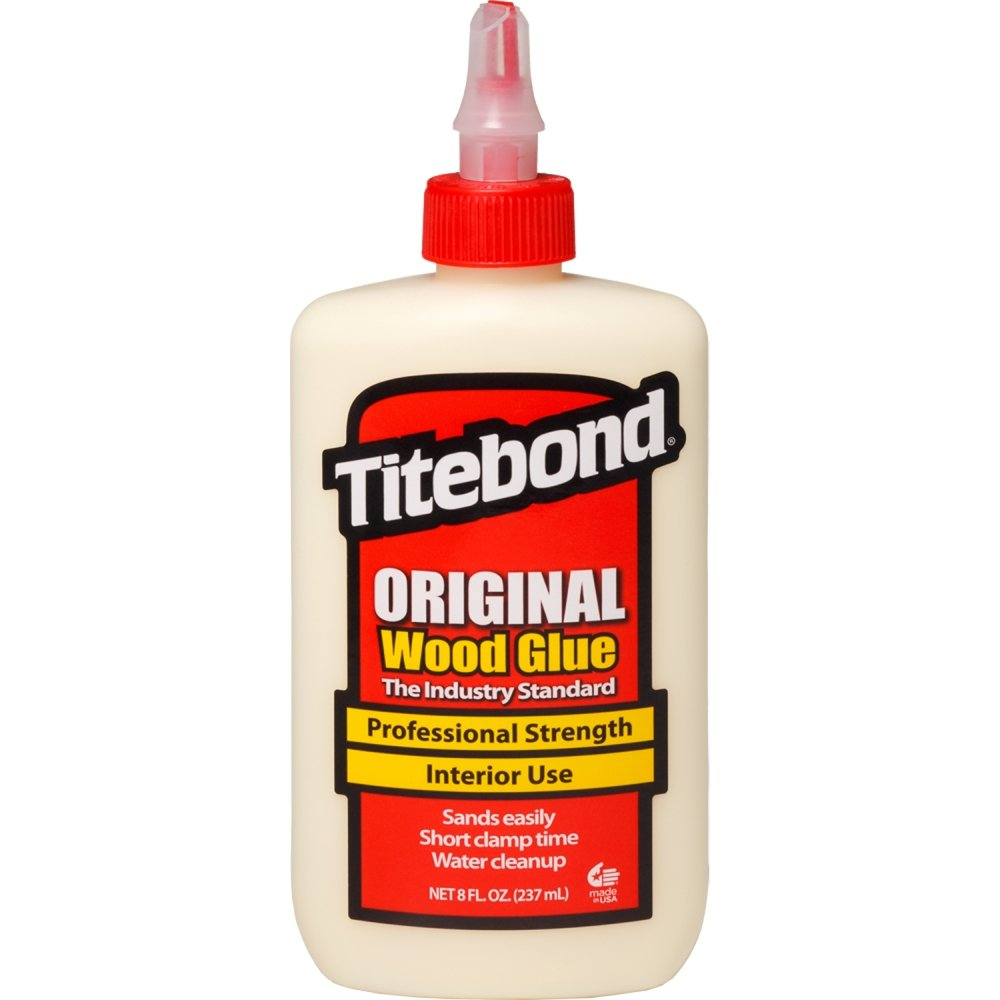 Titebond®
ORIGINAL
Wood Glue
The Industry Standard
Professional Strength
Interior Use
Sands easily
Short clamp time
Water cleanup
NET 8 FL. OZ. (237 mL)
made
in USA